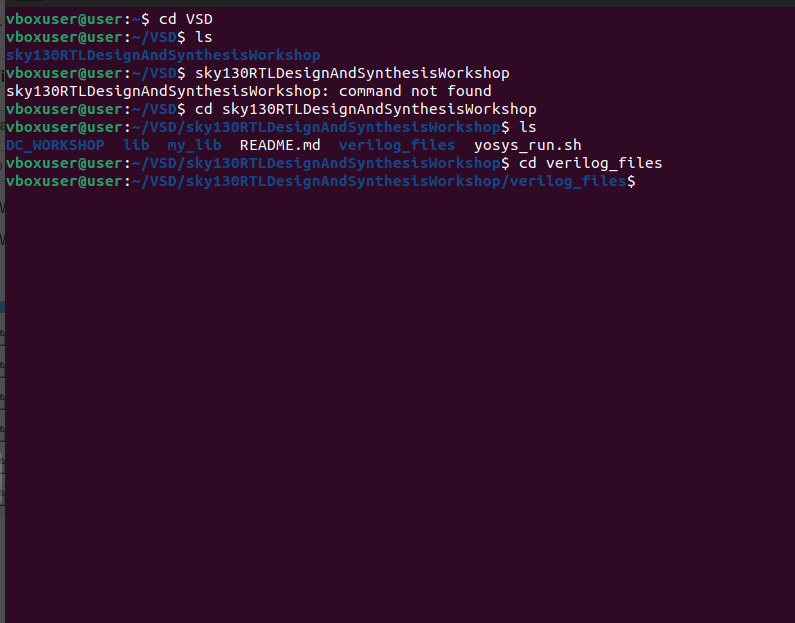 vboxuser@user:~$ cd VSD
vboxuser@user:~/VSD$ ls
sky130RTLDesignAndSynthesisWorkshop
vboxuser@user:~/VSD$ sky130RTLDesignAndSynthesisWorkshop
sky130RTLDesignAndSynthesisWorkshop: command not found
vboxuser@user:~/VSD$ cd sky130RTLDesignAndSynthesisWorkshop
vboxuser@user:~/VSD/sky130RTLDesignAndSynthesisWorkshop$ ls
DC_WORKSHOP  lib  my_lib  README.md  verilog_files  yosys_run.sh
vboxuser@user:~/VSD/sky130RTLDesignAndSynthesisWorkshop$ cd verilog_files
vboxuser@user:~/VSD/sky130RTLDesignAndSynthesisWorkshop/verilog_files$